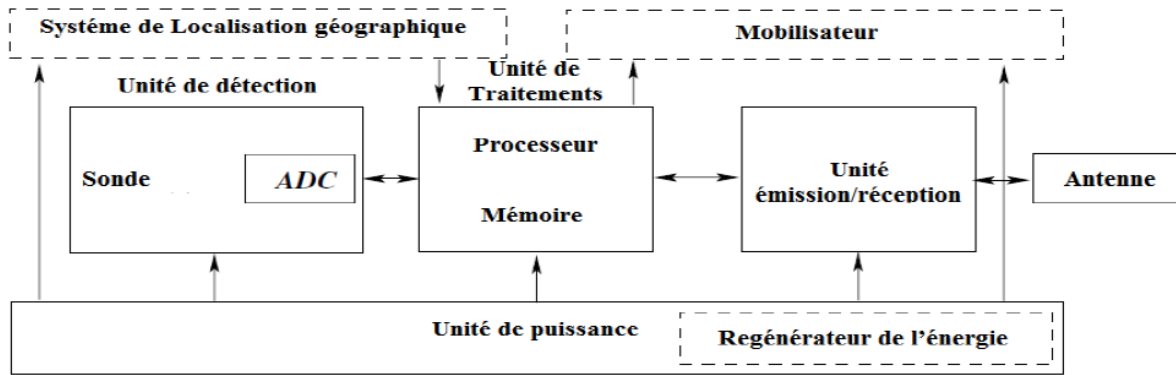 Systéme de Localisation géographique
Mobilisateur
Unité de détection
Unité de
Traitements
Sonde
ADC
Processeur
Mémoire
Unité
émission/réception
Antenne
Unité de puissance
Regénérateur de l’énergie